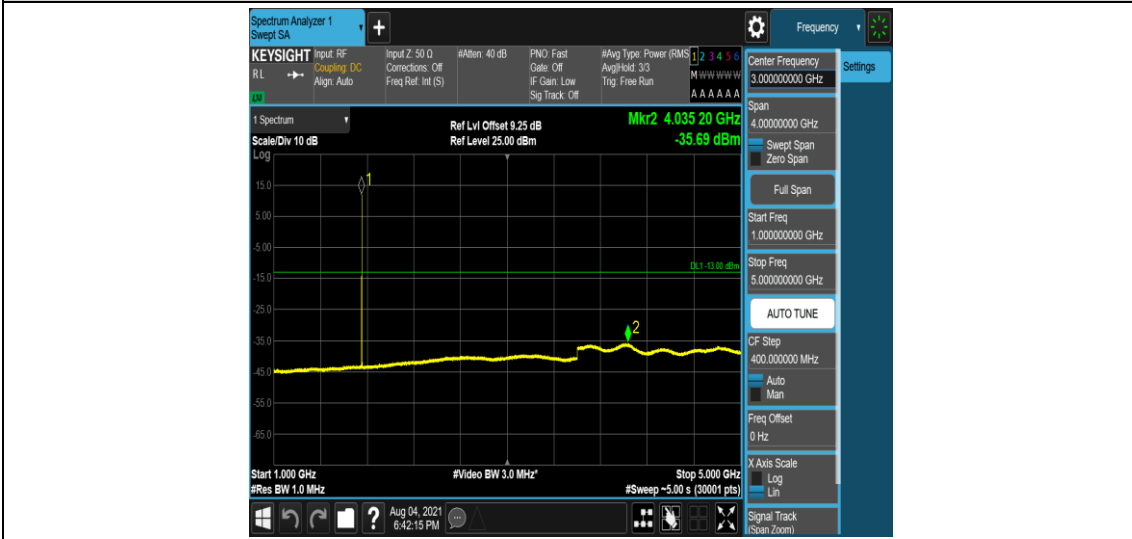 Spectrum Analyzer 1
Swept SA
+
Frequency
KEYSIGHT
RL
Input: RF
Coupling: DC
Align: Auto
Input Z: 50 Ω
Corrections: Off
Freq Ref: Int (S)
#Atten: 40 dB
PNO: Fast
Gate: Off
IF Gain: Low
Sig Track: Off
#Avg Type: Power (RMS
Avg|Hold: 3/3
Trig: Free Run
1 2 3 4 5 6
M W W W W W
A A A A A A
1 Spectrum
Scale/Div 10 dB
Log
Ref Lvl Offset 9.25 dB
Ref Level 25.00 dBm
Mkr2 4.035 20 GHz
-35.69 dBm
15.0
5.00
-5.00
-15.0
-25.0
-35.0
-45.0
-55.0
-65.0
1
DL1 -13.00 dBm
2
Start 1.000 GHz
#Res BW 1.0 MHz
#Video BW 3.0 MHz*
Stop 5.000 GHz
#Sweep ~5.00 s (30001 pts)
?
Aug 04, 2021
6:42:15 PM
Center Frequency
3.000000000 GHz
Settings
Span
4.00000000 GHz
Swept Span
Zero Span
Full Span
Start Freq
1.000000000 GHz
Stop Freq
5.000000000 GHz
AUTO TUNE
CF Step
400.000000 MHz
Auto
Man
Freq Offset
0 Hz
X Axis Scale
Log
Lin
Signal Track
(Span Zoom)